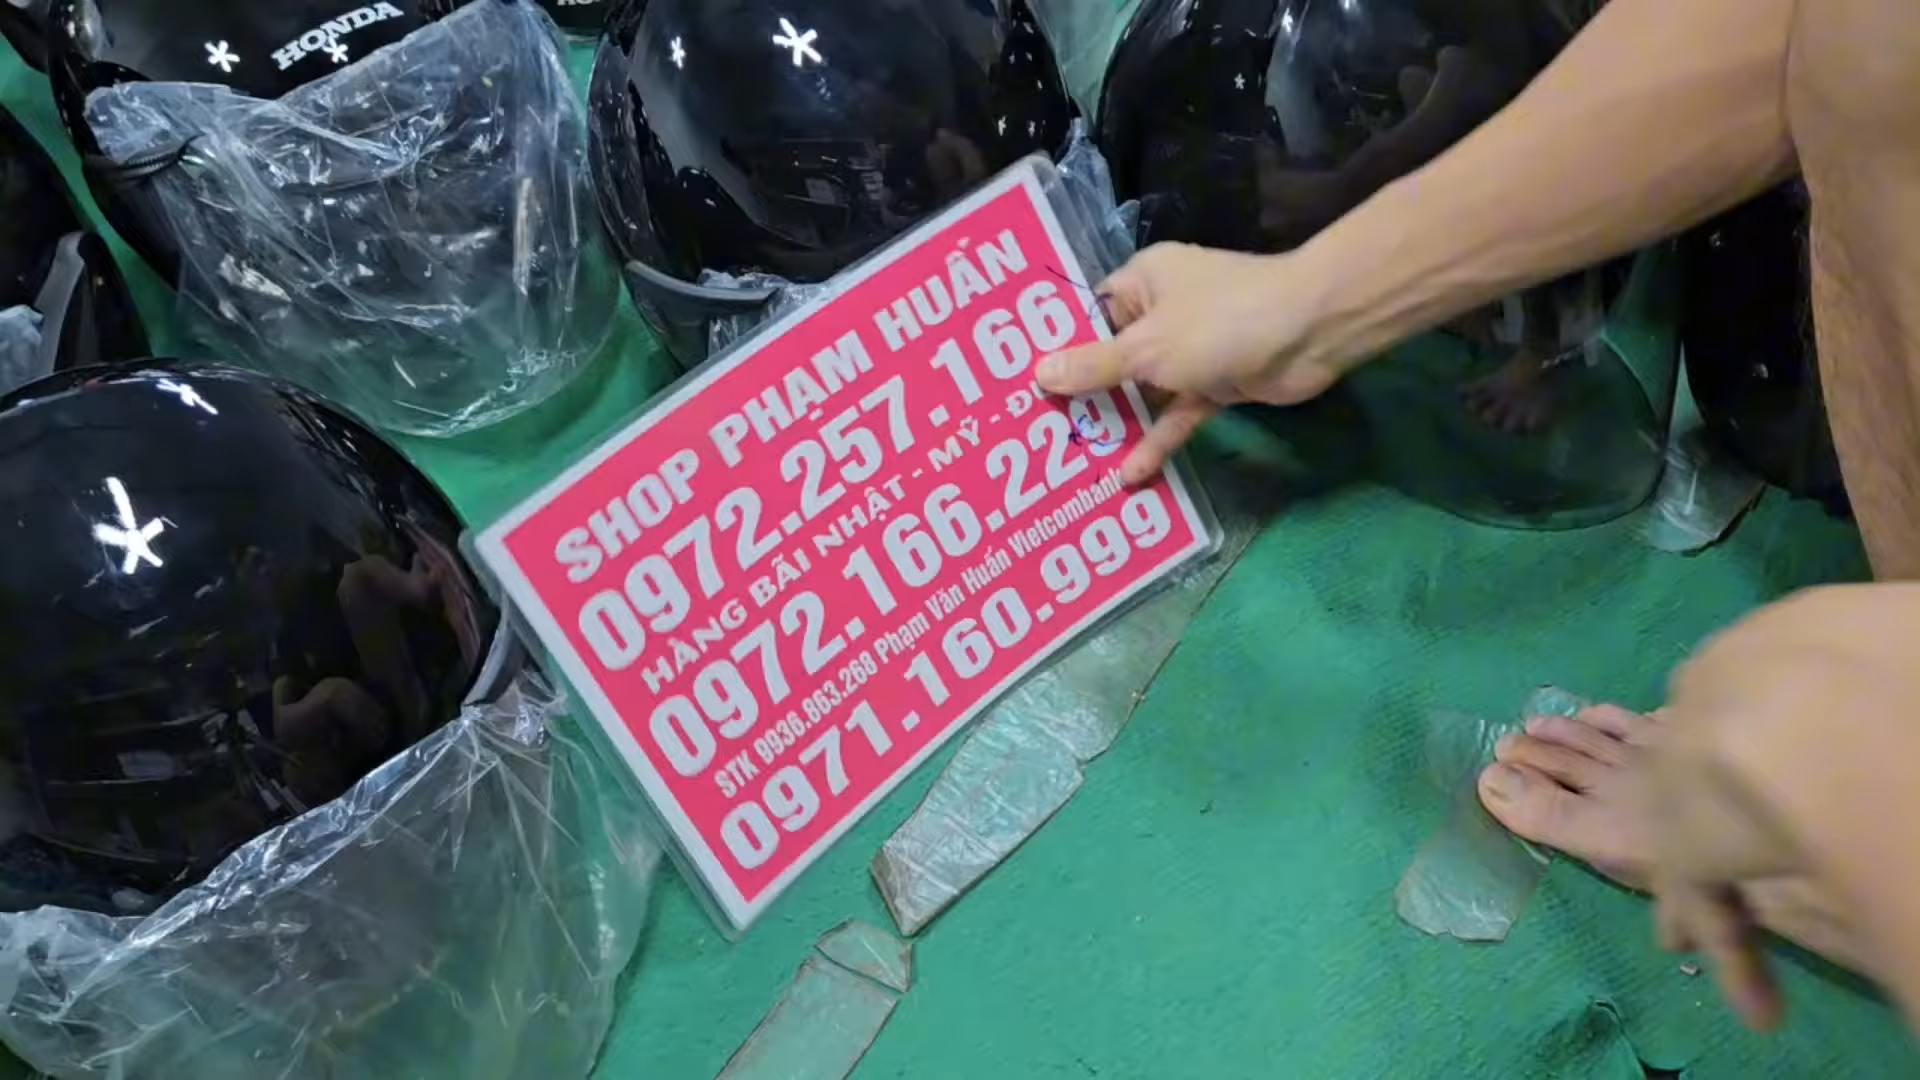 HONDA
SHOP PHẠM HUẤN
0972.257.166
HÀNG BÃI NHẬT - MỸ -
0972.166.229
STK 9936.863.268 Phạm Văn Huấn Vietcombank
0971.160.999